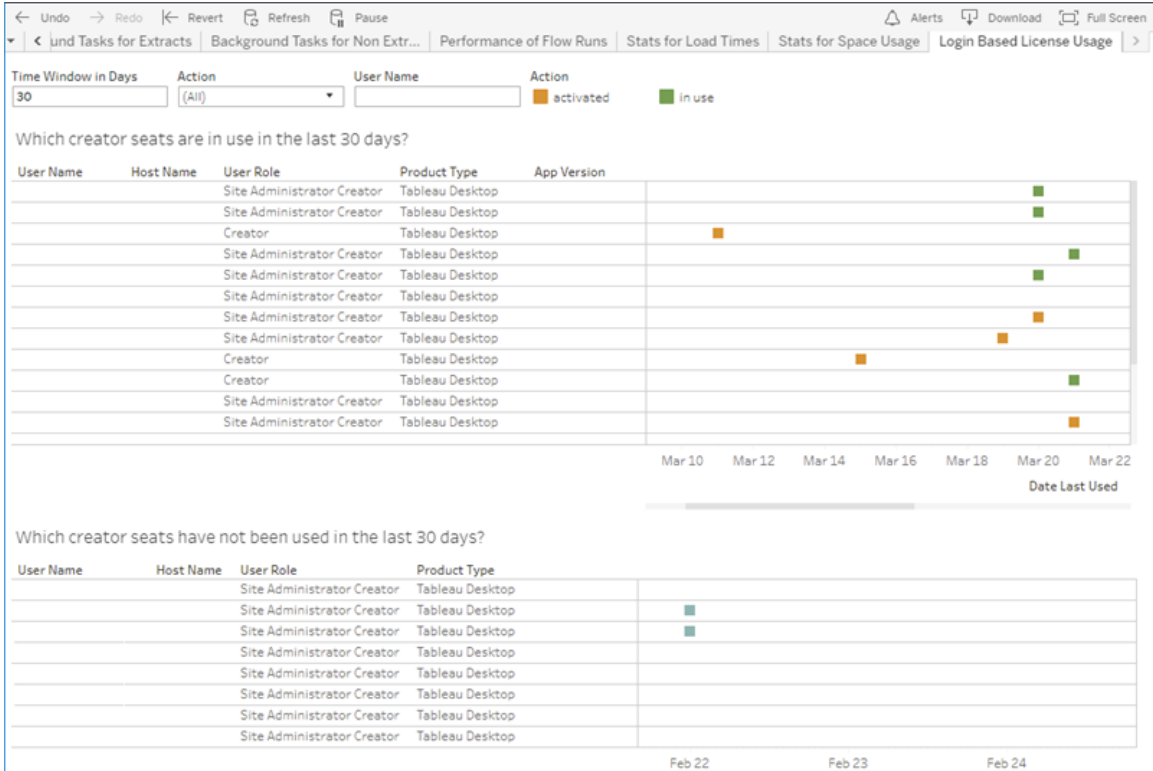 Undo Redo Revert Refresh Pause Alerts Download Full Screen
und Tasks for Extracts Background Tasks for Non Extr... Performance of Flow Runs Stats for Load Times Stats for Space Usage Login Based License Usage
Time Window in Days Action User Name Action
30 (All) activated in use
Which creator seats are in use in the last 30 days?
User Name Host Name User Role Product Type App Version
Site Administrator Creator Tableau Desktop
Site Administrator Creator Tableau Desktop
Creator Tableau Desktop
Site Administrator Creator Tableau Desktop
Site Administrator Creator Tableau Desktop
Site Administrator Creator Tableau Desktop
Site Administrator Creator Tableau Desktop
Site Administrator Creator Tableau Desktop
Creator Tableau Desktop
Creator Tableau Desktop
Site Administrator Creator Tableau Desktop
Site Administrator Creator Tableau Desktop
Mar 10 Mar 12 Mar 14 Mar 16 Mar 18 Mar 20 Mar 22
Date Last Used
Which creator seats have not been used in the last 30 days?
User Name Host Name User Role Product Type
Site Administrator Creator Tableau Desktop
Site Administrator Creator Tableau Desktop
Site Administrator Creator Tableau Desktop
Site Administrator Creator Tableau Desktop
Site Administrator Creator Tableau Desktop
Site Administrator Creator Tableau Desktop
Site Administrator Creator Tableau Desktop
Site Administrator Creator Tableau Desktop
Feb 22 Feb 23 Feb 24